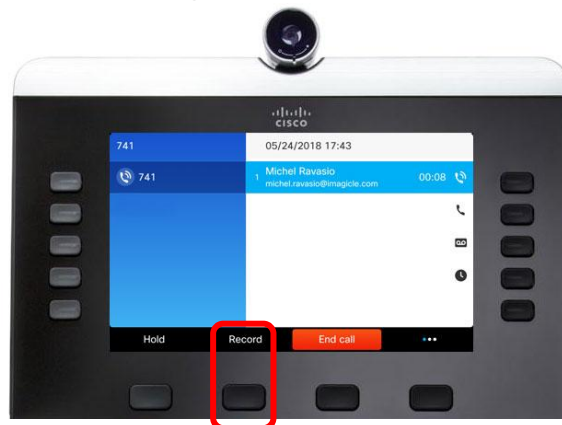 CISCO
741
05/24/2018 17:43
741
1 Michel Ravasio 00:08
michel.ravasio@imagicle.com
Hold Record End call